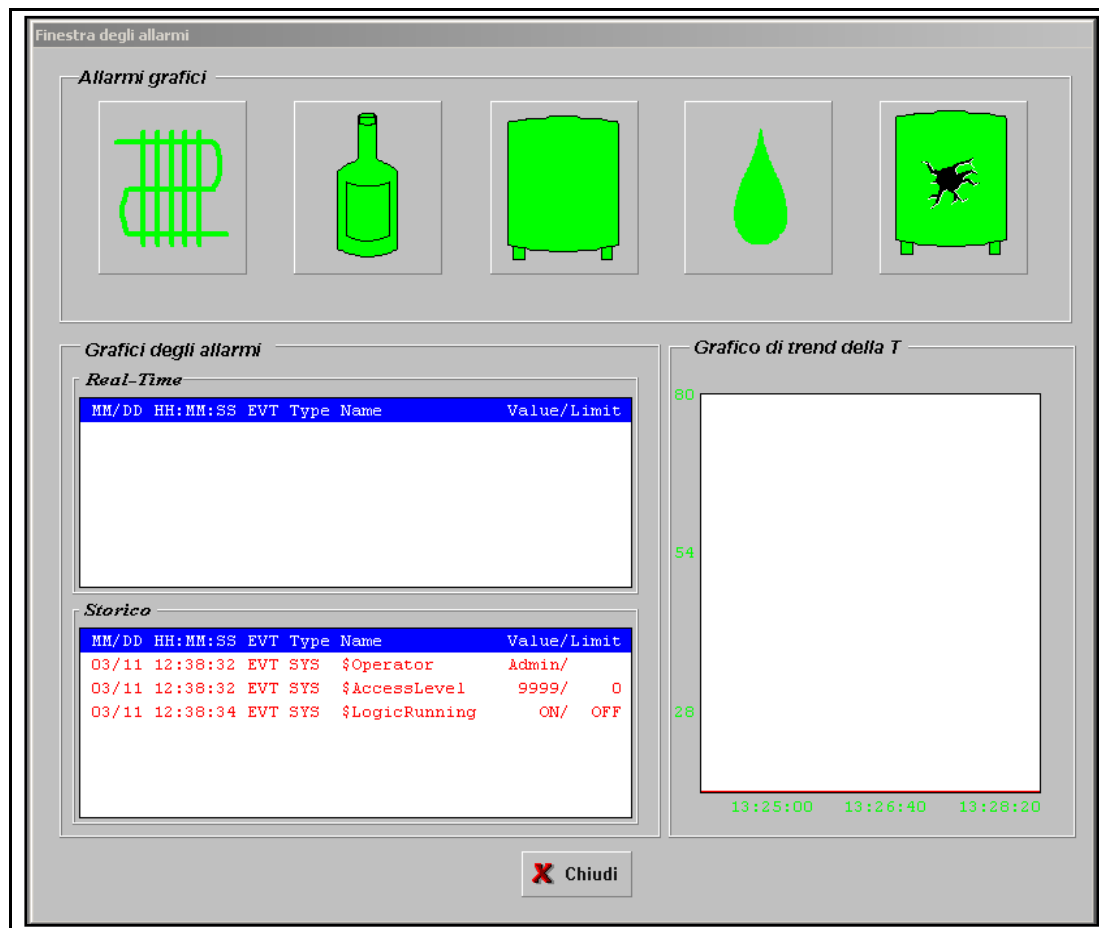 Finestra degli allarmi
Allarmi grafici
Grafici degli allarmi
Real-Time
MM/DD HH:MM:SS EVT Type Name Value/Limit
Storico
MM/DD HH:MM:SS EVT Type Name Value/Limit
03/11 12:38:32 EVT SYS $Operator Admin/
03/11 12:38:32 EVT SYS $AccessLevel 9999/ 0
03/11 12:38:34 EVT SYS $LogicRunning ON/ OFF
Grafico di trend della T
80
54
28
13:25:00 13:26:40 13:28:20
Chiudi